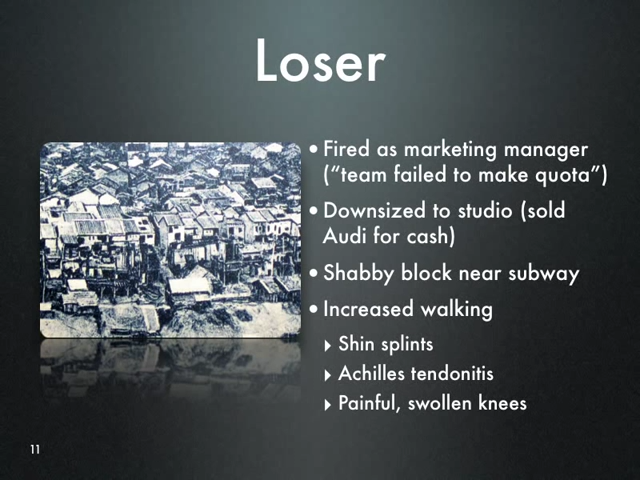 Loser
• Fired as marketing manager
(“team failed to make quota”)
• Downsized to studio (sold
Audi for cash)
• Shabby block near subway
• Increased walking
‣ Shin splints
‣ Achilles tendonitis
‣ Painful, swollen knees
11